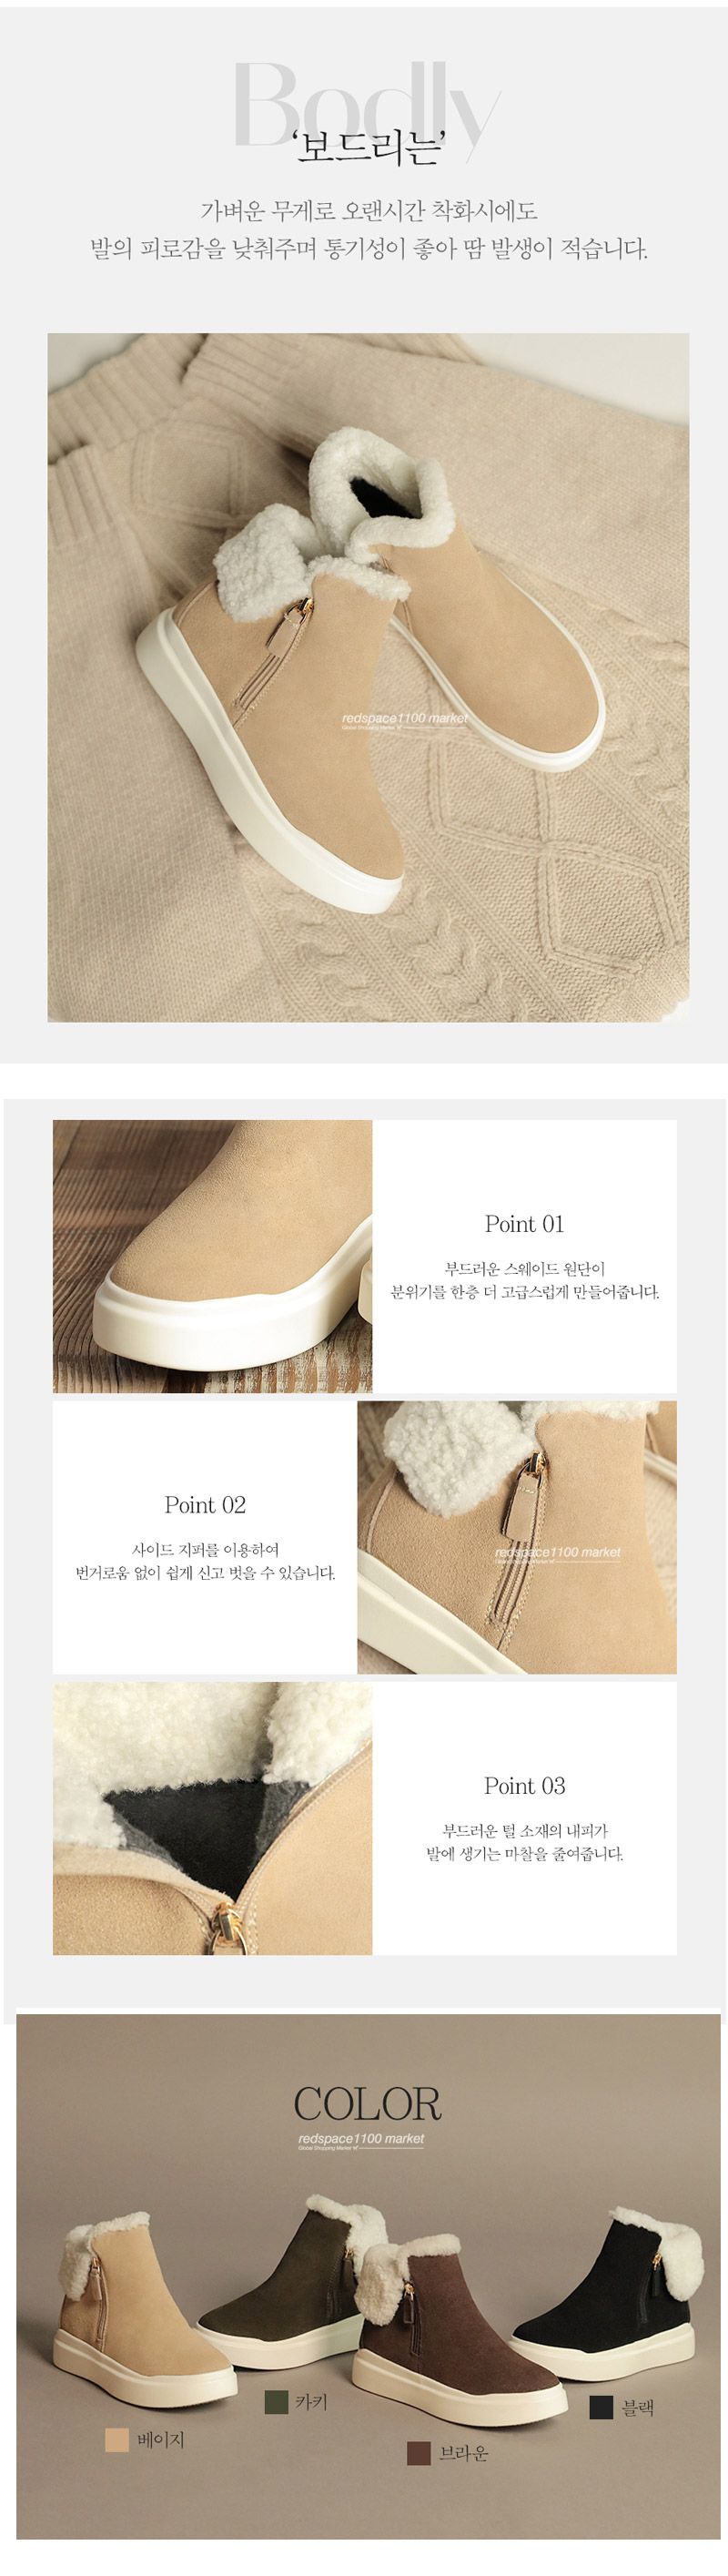 Bodly
‘보드리는’
가벼운 무게로 오랜시간 착화시에도
발의 피로감을 낮춰주며 통기성이 좋아 땀 발생이 적습니다.
redspace1100 market
Global Shopping Market
Point 01
부드러운 스웨이드 원단이
분위기를 한층 더 고급스럽게 만들어줍니다.
Point 02
사이드 지퍼를 이용하여
번거로움 없이 쉽게 신고 벗을 수 있습니다.
redspace1100 market
Global Shopping Market
Point 03
부드러운 털 소재의 내피가
발에 생기는 마찰을 줄여줍니다.
COLOR
redspace1100 market
Global Shopping Market
카키
블랙
베이지
브라운